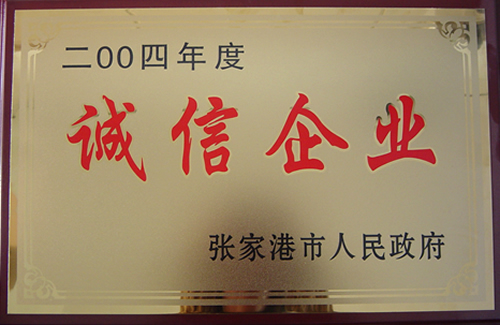 二00四年度
诚信企业
张家港市人民政府